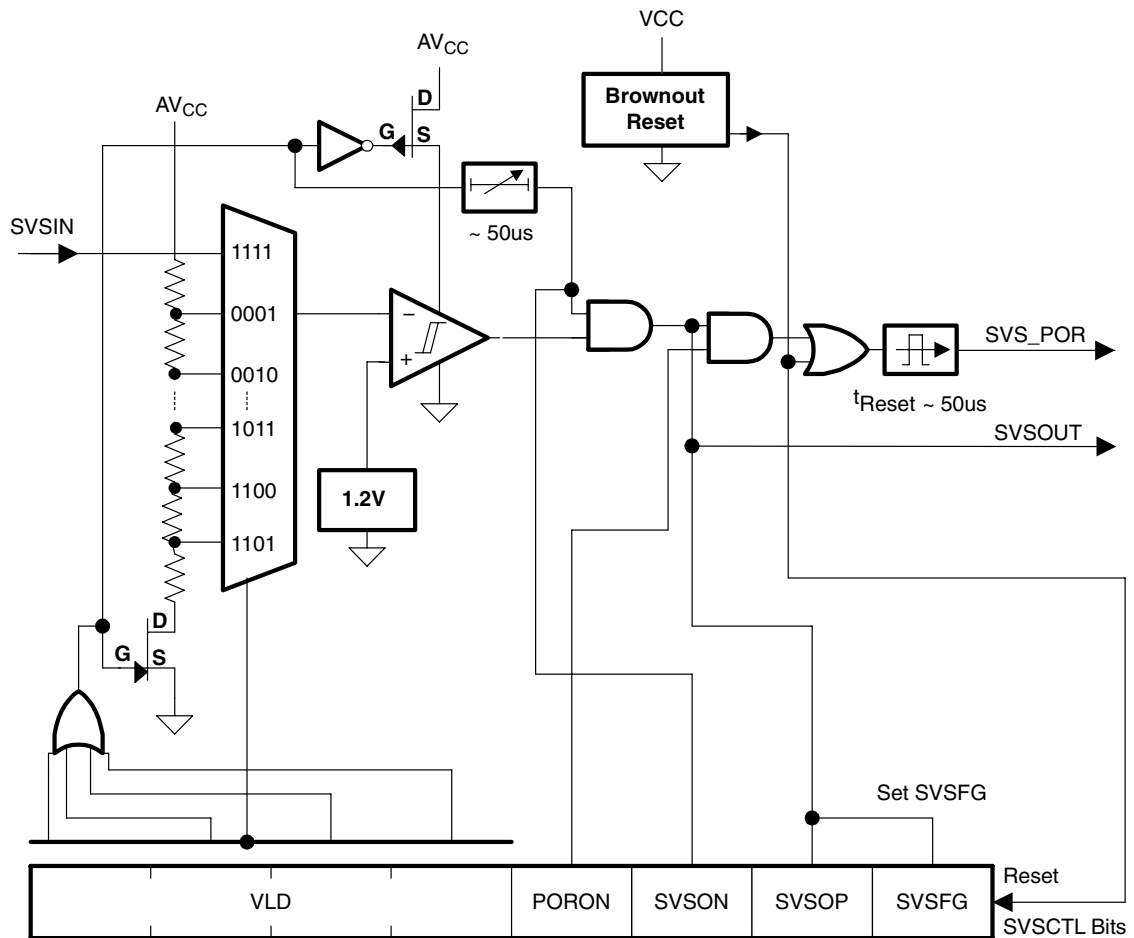 VCC
AVCC
Brownout
Reset
D
G
S
AVCC
~ 50us
SVSIN
1111
0001
0010
1011
1100
1101
−
+
1.2V
SVS_POR
tReset ~ 50us
SVSOUT
D
G
S
Set SVSFG
VLD
PORON
SVSON
SVSOP
SVSFG
Reset
SVSCTL Bits